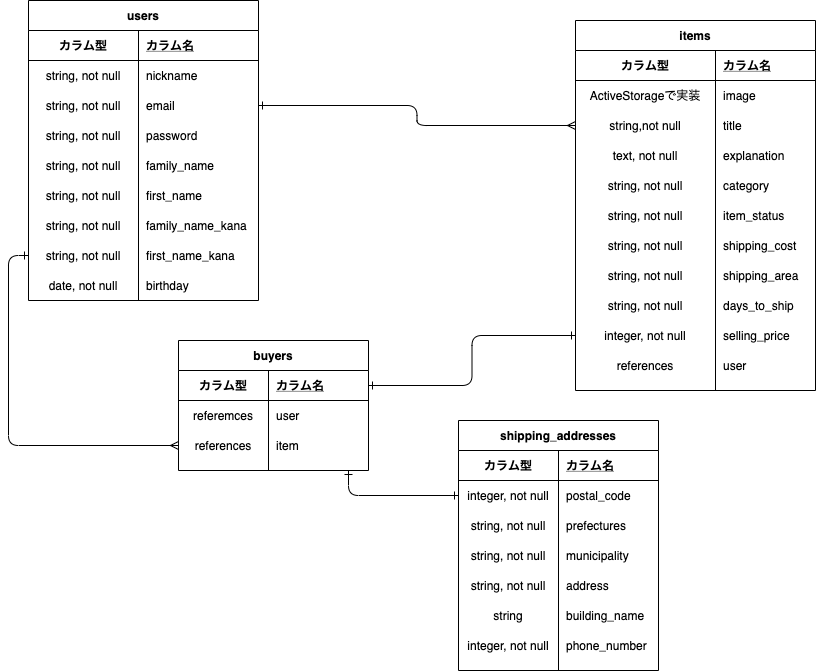 users
カラム型 カラム名
string, not null nickname
string, not null email
string, not null password
string, not null family_name
string, not null first_name
string, not null family_name_kana
string, not null first_name_kana
date, not null birthday
items
カラム型 カラム名
ActiveStorageで実装 image
string,not null title
text, not null explanation
string, not null category
string, not null item_status
string, not null shipping_cost
string, not null shipping_area
string, not null days_to_ship
integer, not null selling_price
references user
buyers
カラム型 カラム名
referemces user
references item
shipping_addresses
カラム型 カラム名
integer, not null postal_code
string, not null prefectures
string, not null municipality
string, not null address
string building_name
integer, not null phone_number